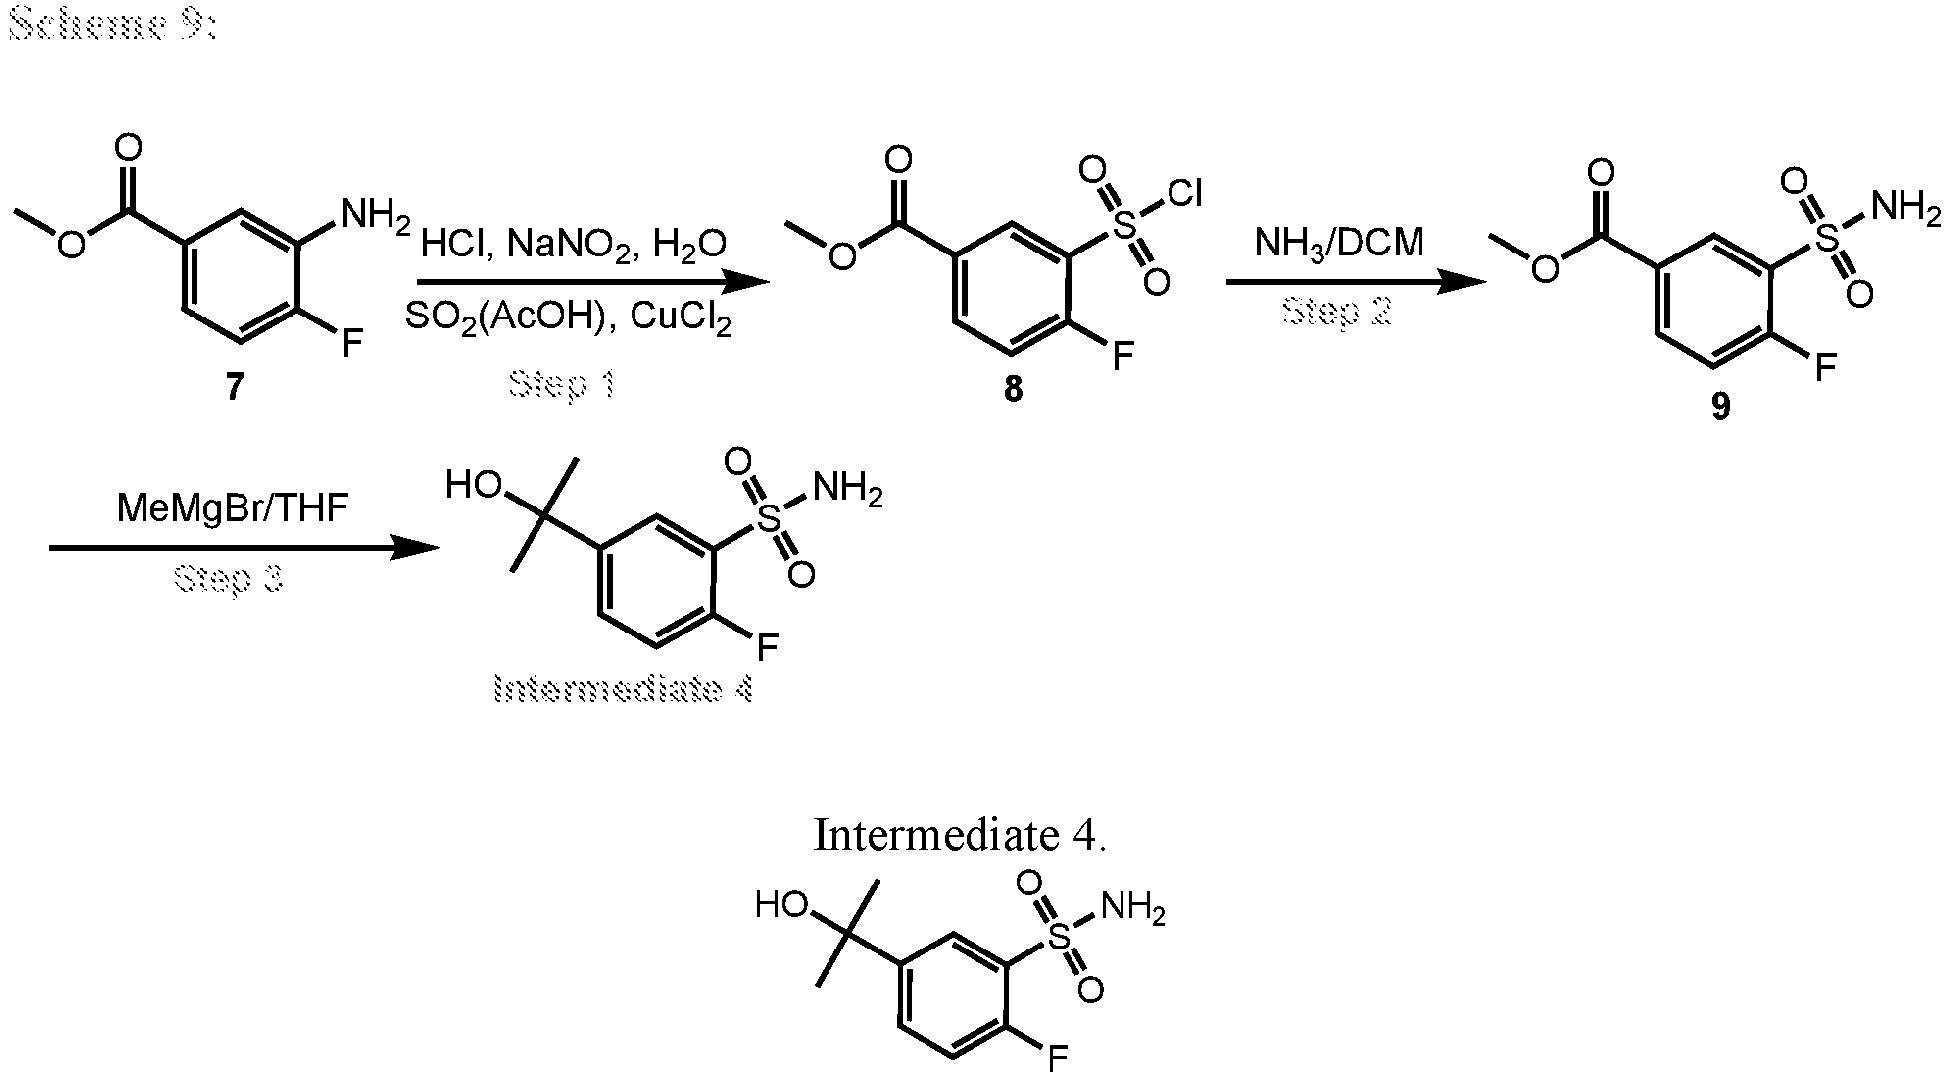 Scheme 9:
O
NH2
O
F
7
HCl, NaNO2, H2O
SO2(AcOH), CuCl2
Step 1
O
O
Cl
S
O
O
F
8
NH3/DCM
Step 2
O
O
NH2
S
O
O
F
9
MeMgBr/THF
Step 3
HO
O
NH2
S
O
F
Intermediate 4
Intermediate 4.
HO
O
NH2
S
O
F